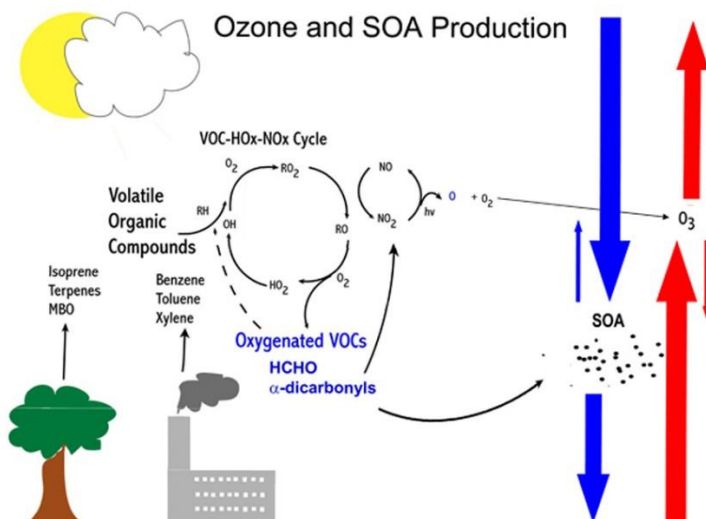 Ozone and SOA Production
VOC-HOx-NOx Cycle
O₂
RO₂
NO
Volatile
Organic
Compounds
RH
OH
RO
NO₂
hv
O + O₂
O₃
HO₂
O₂
Isoprene
Terpenes
MBO
Benzene
Toluene
Xylene
Oxygenated VOCs
HCHO
α-dicarbonyls
SOA